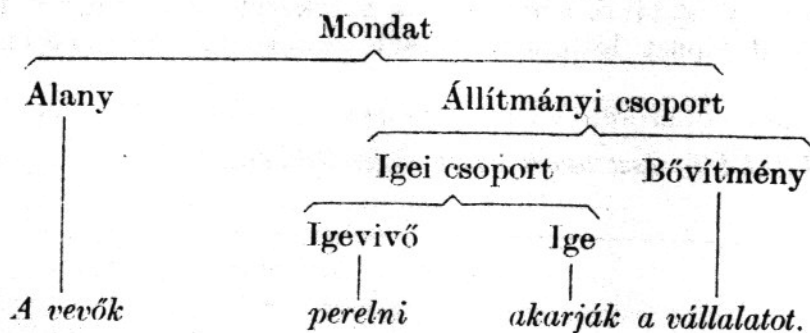 Mondat
Alany Állítmányi csoport
Igei csoport Bővítmény
Igevivő Ige
A vevők perelni akarják a vállalatot.